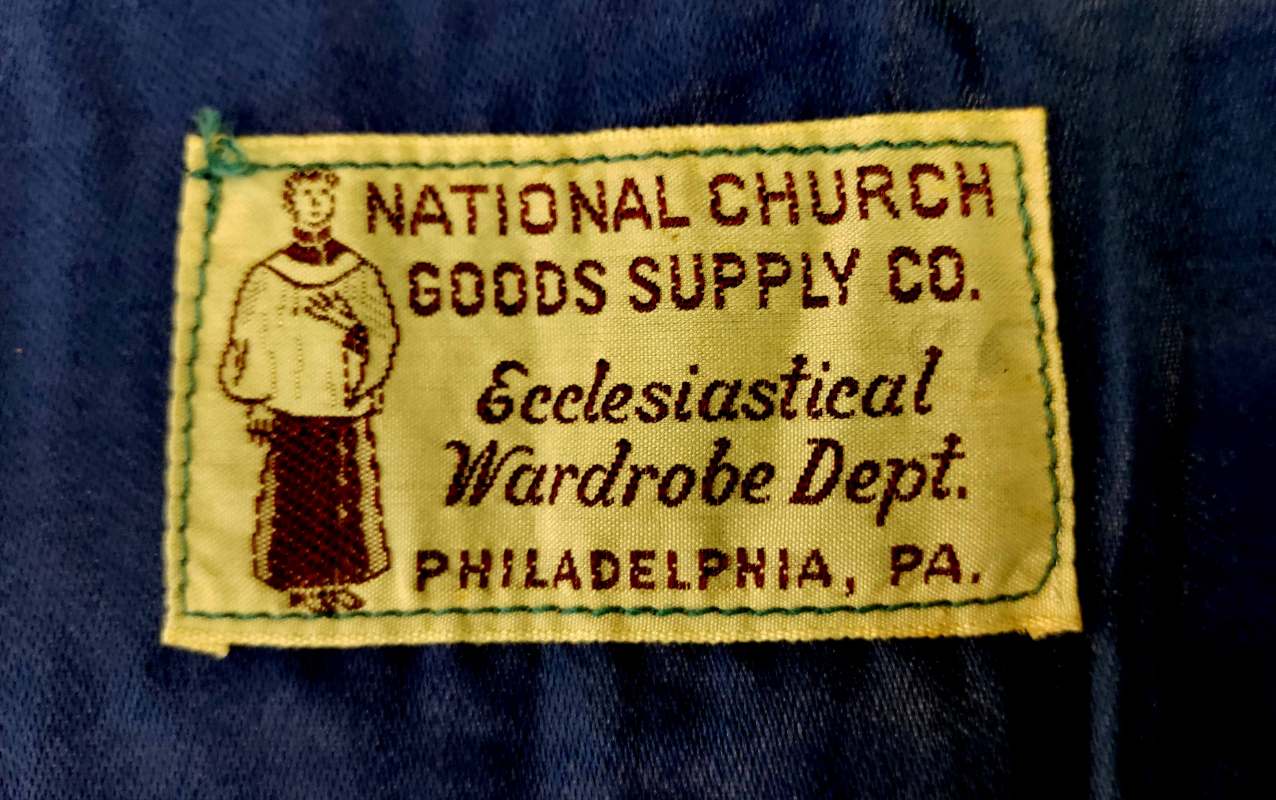 NATIONAL CHURCH
GOODS SUPPLY CO.
Ecclesiastical
Wardrobe Dept.
PHILADELPHIA, PA.